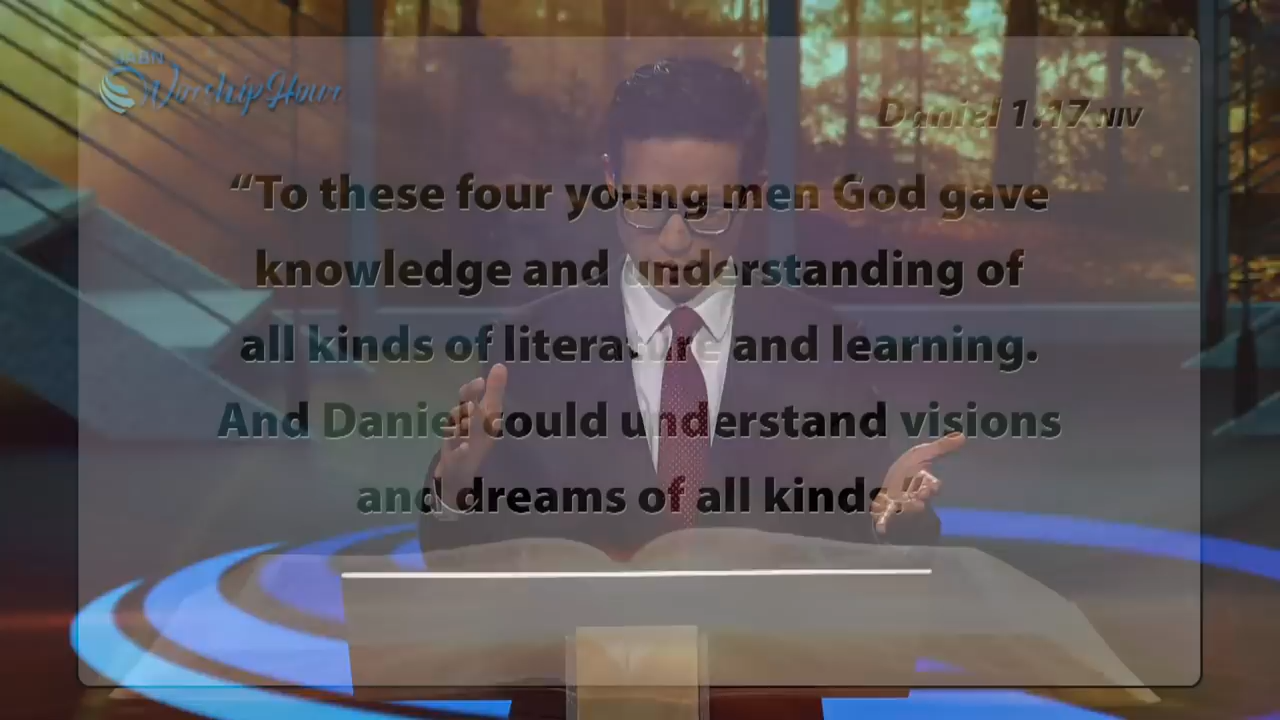 3ABN
Worship Hour
Daniel 1.17 NIV
“To these four young men God gave
knowledge and understanding of
all kinds of literature and learning.
And Daniel could understand visions
and dreams of all kinds.”